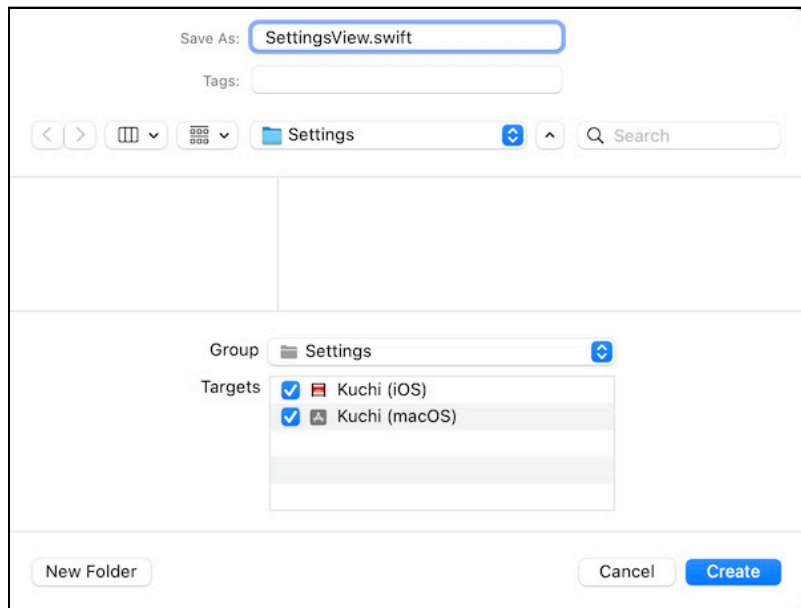 Save As: SettingsView.swift
Tags:
Settings Search
Group Settings
Targets Kuchi (iOS)
Kuchi (macOS)
New Folder Cancel Create